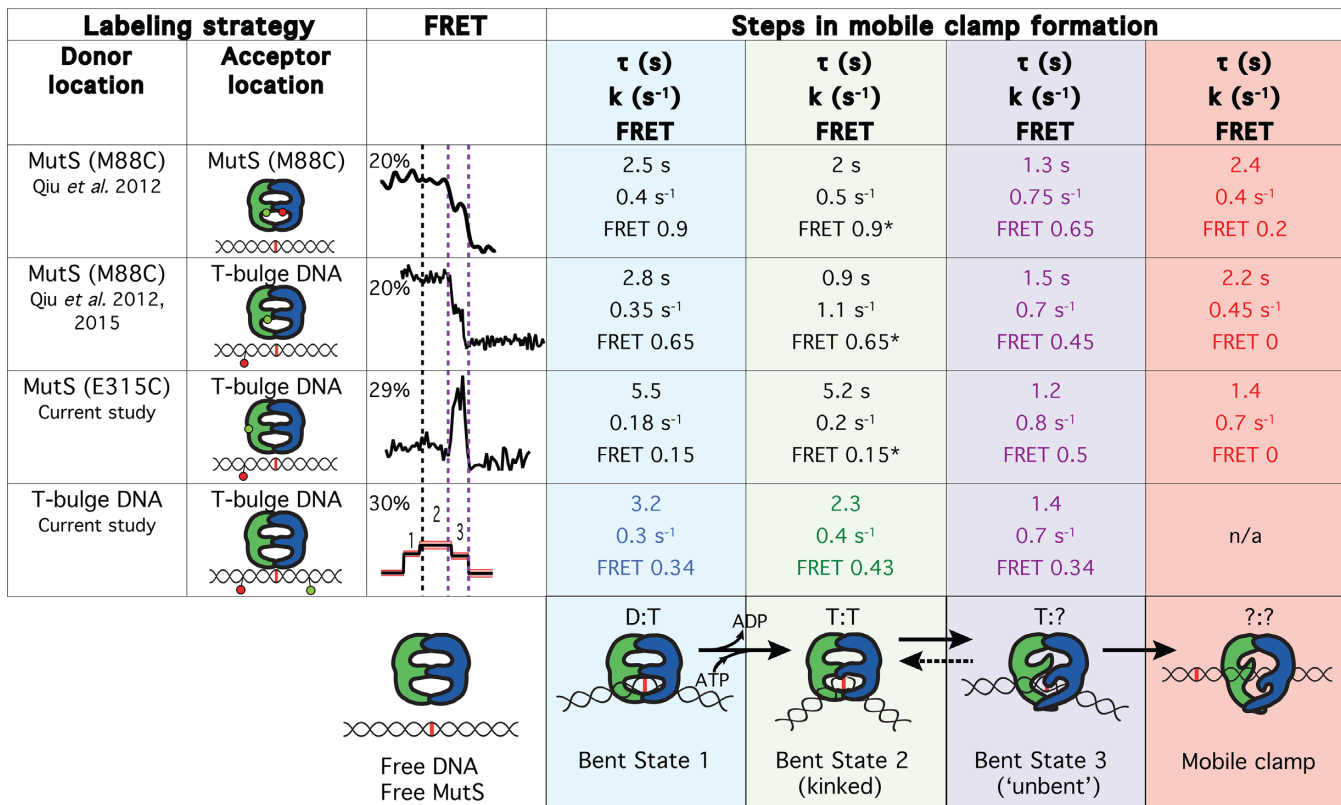 Labeling strategy
FRET
Steps in mobile clamp formation
Donor
location
Acceptor
location
τ (s)
k (s⁻¹)
FRET
τ (s)
k (s⁻¹)
FRET
τ (s)
k (s⁻¹)
FRET
τ (s)
k (s⁻¹)
FRET
MutS (M88C)
Qiu et al. 2012
MutS (M88C)
20%
2.5 s
0.4 s⁻¹
FRET 0.9
2 s
0.5 s⁻¹
FRET 0.9*
1.3 s
0.75 s⁻¹
FRET 0.65
2.4
0.4 s⁻¹
FRET 0.2
MutS (M88C)
Qiu et al. 2012,
2015
T-bulge DNA
20%
2.8 s
0.35 s⁻¹
FRET 0.65
0.9 s
1.1 s⁻¹
FRET 0.65*
1.5 s
0.7 s⁻¹
FRET 0.45
2.2 s
0.45 s⁻¹
FRET 0
MutS (E315C)
Current study
T-bulge DNA
29%
5.5
0.18 s⁻¹
FRET 0.15
5.2 s
0.2 s⁻¹
FRET 0.15*
1.2
0.8 s⁻¹
FRET 0.5
1.4
0.7 s⁻¹
FRET 0
T-bulge DNA
Current study
T-bulge DNA
30%
1
2
3
3.2
0.3 s⁻¹
FRET 0.34
2.3
0.4 s⁻¹
FRET 0.43
1.4
0.7 s⁻¹
FRET 0.34
n/a
Free DNA
Free MutS
D:T
ADP
ATP
Bent State 1
T:T
Bent State 2
(kinked)
T:?
Bent State 3
('unbent')
?:?
Mobile clamp